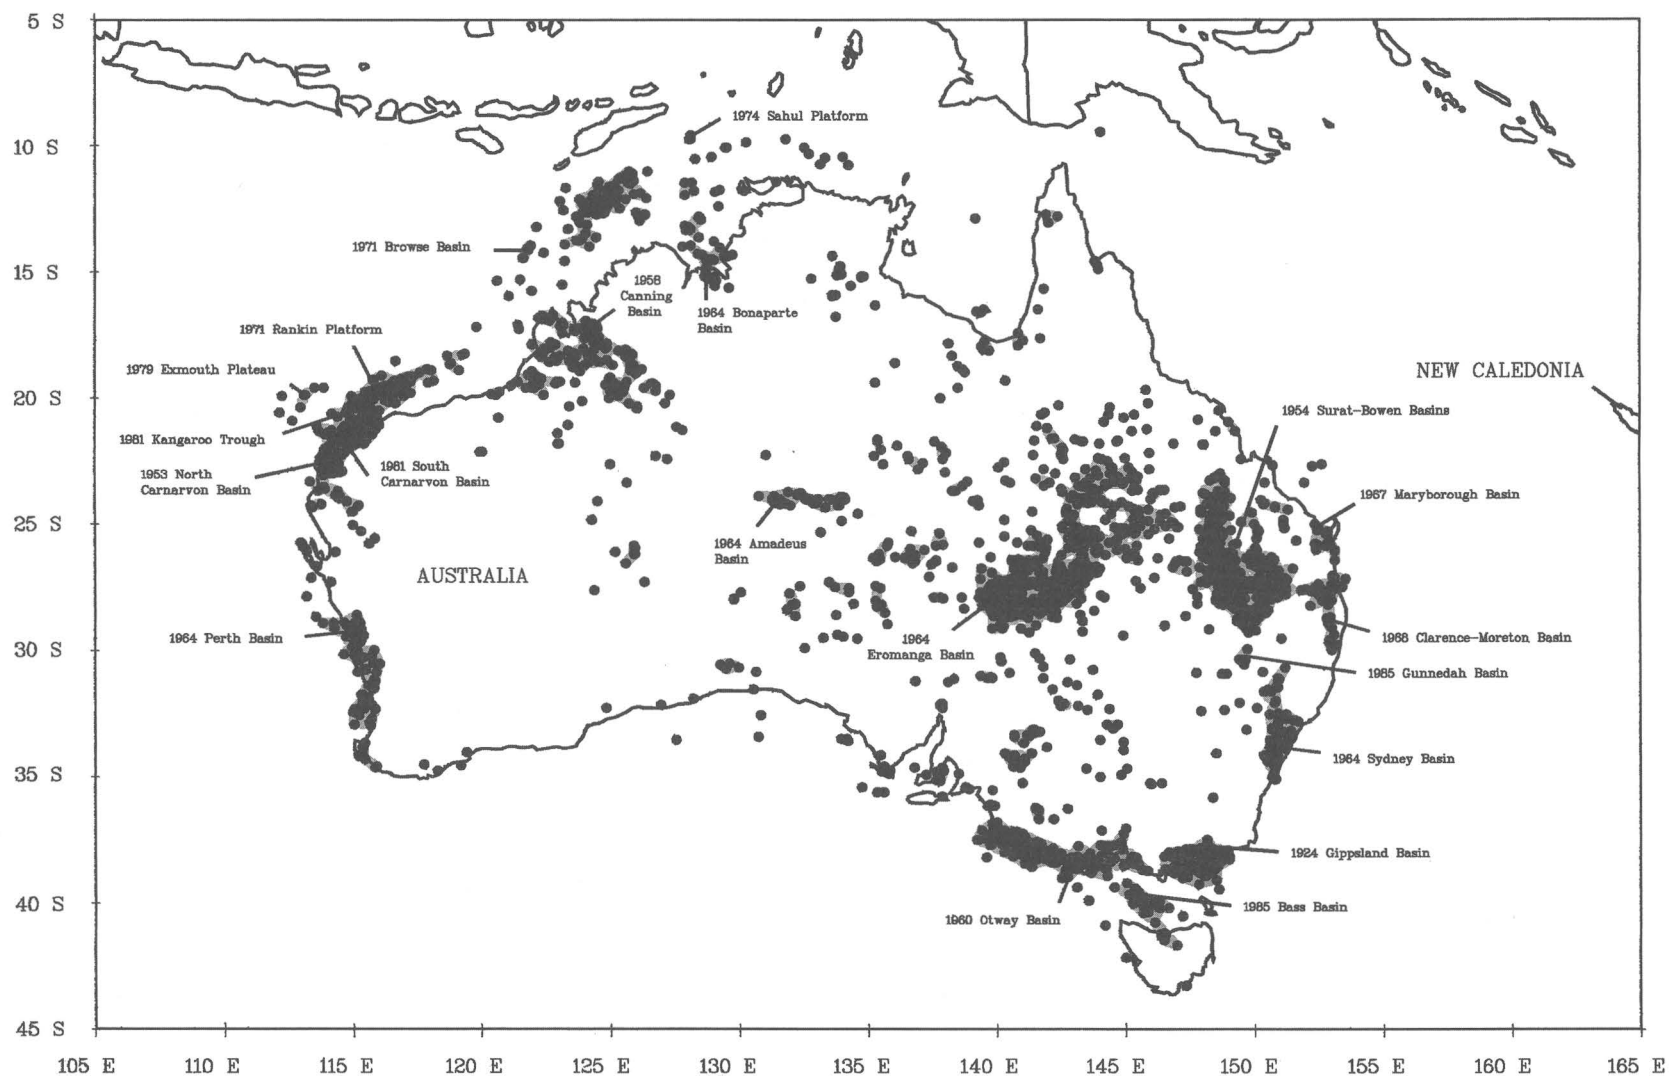 5 S
10 S
15 S
20 S
25 S
30 S
35 S
40 S
45 S
1974 Sahul Platform
1971 Browse Basin
1958
Canning
Basin
1964 Bonaparte
Basin
1971 Rankin Platform
1979 Exmouth Plateau
NEW CALEDONIA
1954 Surat-Bowen Basins
1981 Kangaroo Trough
1981 South
Carnarvon Basin
1953 North
Carnarvon Basin
1967 Maryborough Basin
1964 Amadeus
Basin
AUSTRALIA
1964 Perth Basin
1964
Eromanga Basin
1968 Clarence-Moreton Basin
1985 Gunnedah Basin
1964 Sydney Basin
1924 Gippsland Basin
1985 Bass Basin
1960 Otway Basin
105 E 110 E 115 E 120 E 125 E 130 E 135 E 140 E 145 E 150 E 155 E 160 E 165 E